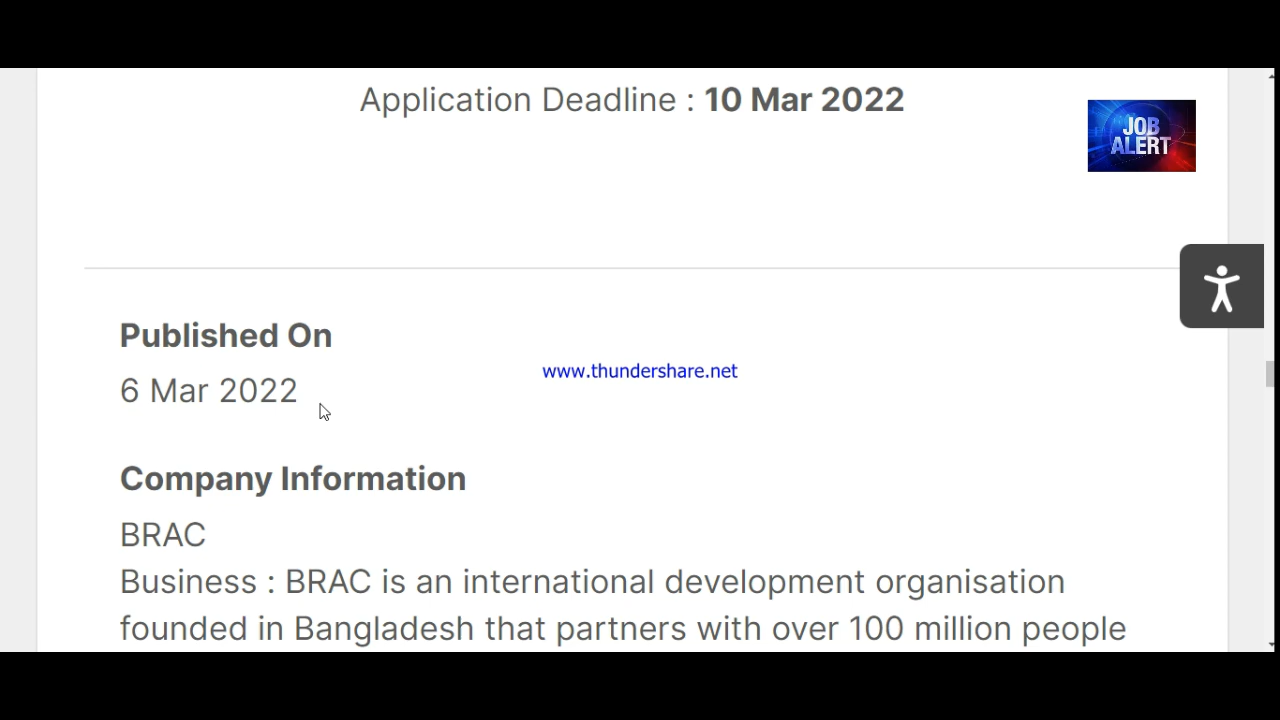 Application Deadline : 10 Mar 2022
JOB
ALERT
Published On
www.thundershare.net
6 Mar 2022
Company Information
BRAC
Business : BRAC is an international development organisation
founded in Bangladesh that partners with over 100 million people